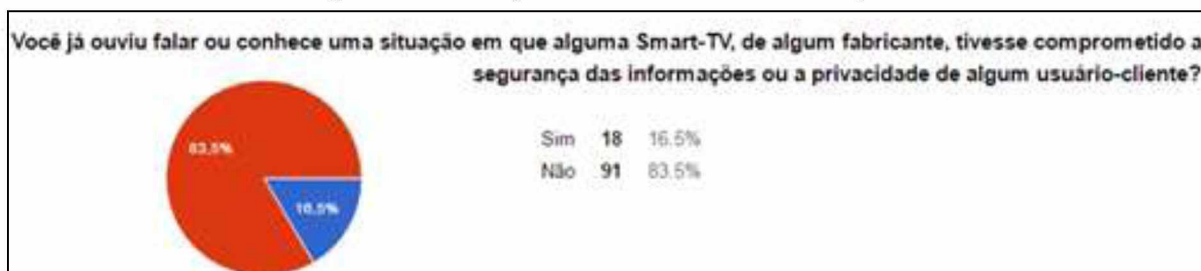 Você já ouviu falar ou conhece uma situação em que alguma Smart-TV, de algum fabricante, tivesse comprometido a
segurança das informações ou a privacidade de algum usuário-cliente?
83,5%
16,5%
Sim 18 16.5%
Não 91 83.5%